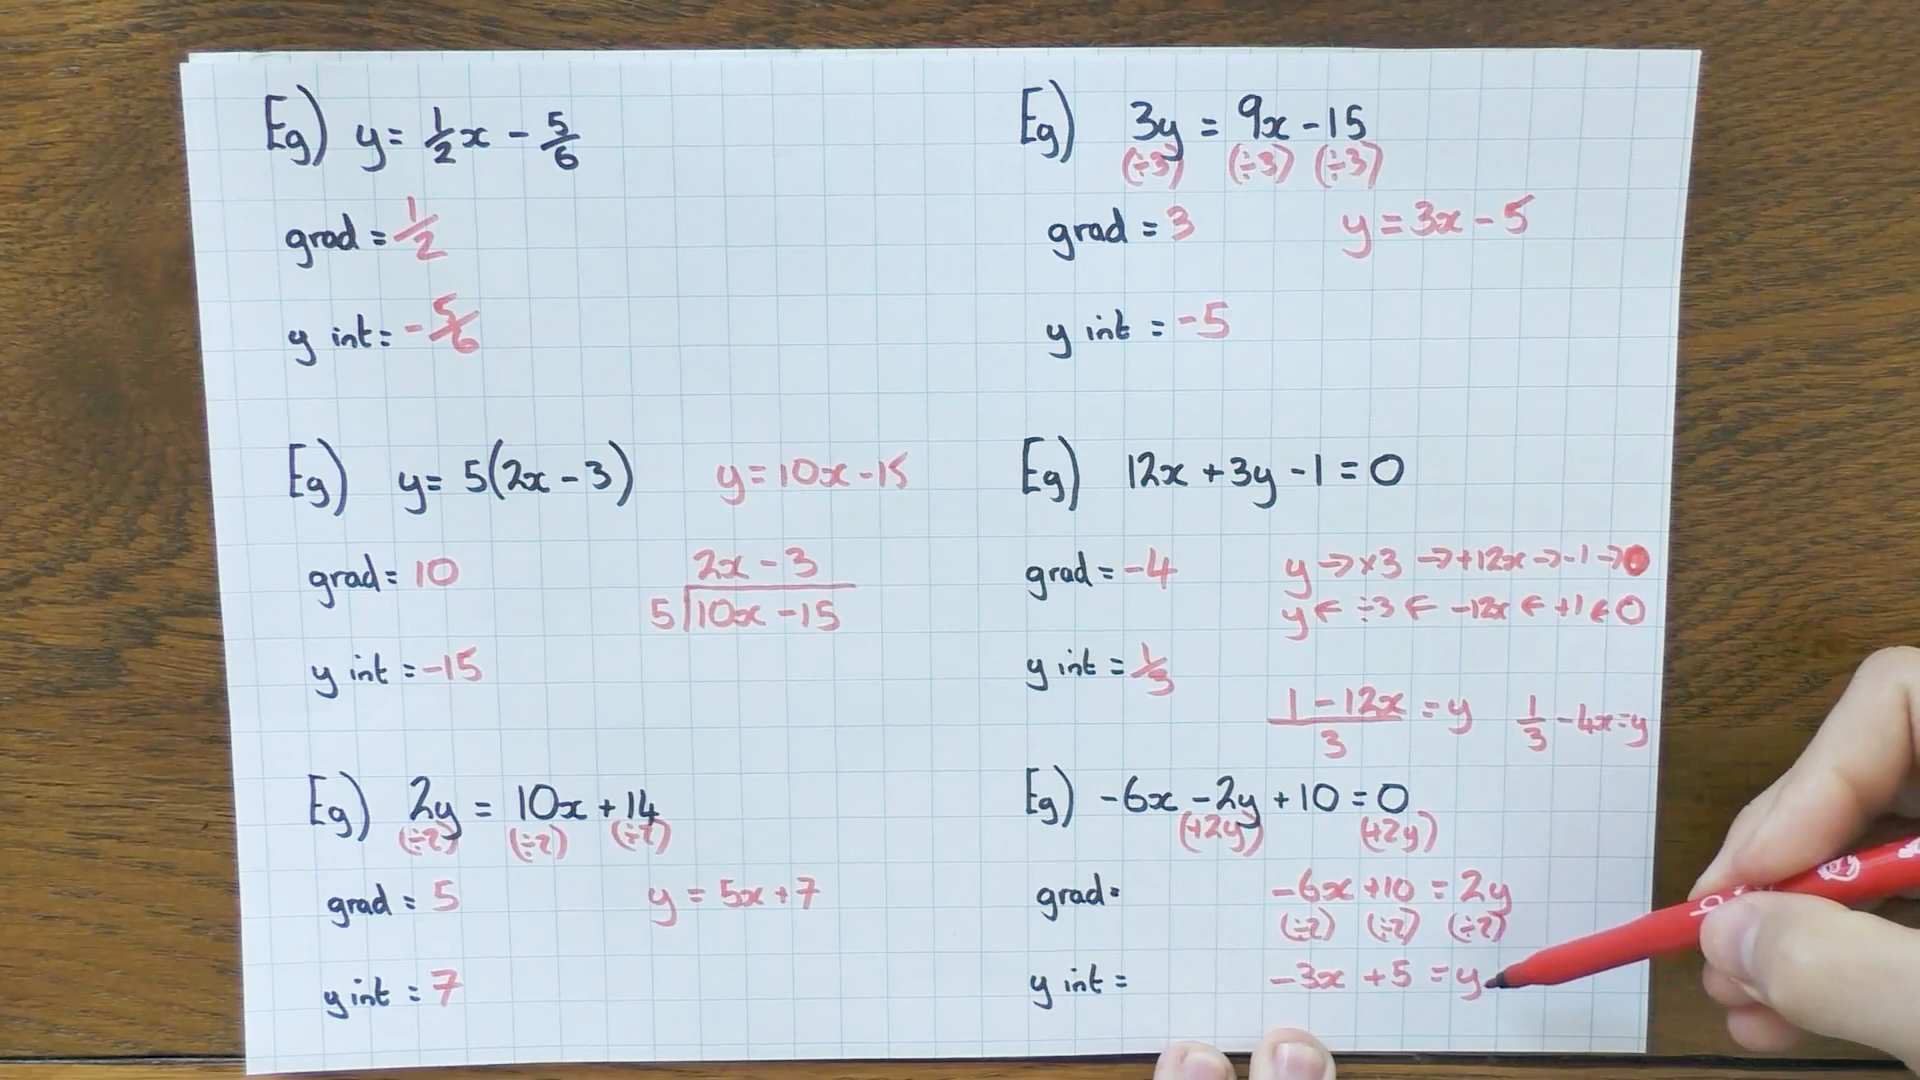 Eg) y = 1/2 x - 5/6
grad = 1/2
y int = -5/6
Eg) y = 5(2x - 3) y = 10x - 15
grad = 10
2x - 3
5 10x - 15
y int = -15
Eg) 2y = 10x + 14
(÷2) (÷2) (÷2)
grad = 5 y = 5x + 7
y int = 7
Eg) 3y = 9x - 15
(÷3) (÷3) (÷3)
grad = 3 y = 3x - 5
y int = -5
Eg) 12x + 3y - 1 = 0
grad = -4 y → ×3 → +12x → -1 → 0
y ← ÷3 ← -12x ← +1 ← 0
y int = 1/3
(1 - 12x)/3 = y 1/3 - 4x = y
Eg) -6x - 2y + 10 = 0
(+2y) (+2y)
grad = -6x + 10 = 2y
(÷2) (÷2) (÷2)
y int = -3x + 5 = y